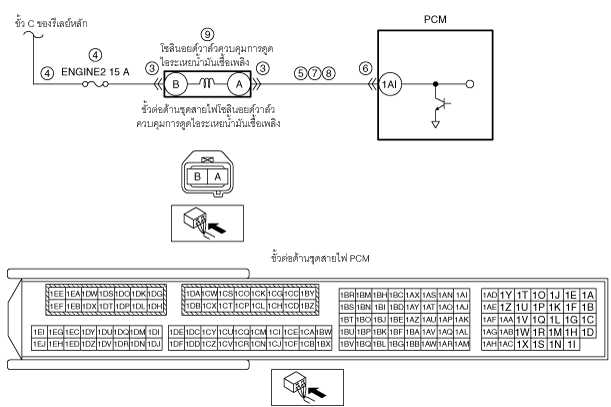 ขั้ว C ของรีเลย์หลัก
PCM
⑨
โซลินอยด์วาล์วควบคุมการดูด
ไอระเหยน้ำมันเชื้อเพลิง
④
④ ENGINE2 15 A
③ B A ③
⑤⑦⑧
⑥ 1AI
ขั้วต่อด้านชุดสายไฟโซลินอยด์วาล์ว
ควบคุมการดูดไอระเหยน้ำมันเชื้อเพลิง
B A
ขั้วต่อด้านชุดสายไฟ PCM
1EE 1EA 1DW 1DS 1DO 1DK 1DG
1EF 1EB 1DX 1DT 1DP 1DL 1DH
1EI 1EG 1EC 1DY 1DU 1DQ 1DM 1DI
1EJ 1EH 1ED 1DZ 1DV 1DR 1DN 1DJ
1DA 1CW 1CS 1CO 1CK 1CG 1CC 1BY
1DB 1CX 1CT 1CP 1CL 1CH 1CD 1BZ
1DE 1DC 1CY 1CU 1CQ 1CM 1CI 1CE 1CA 1BW
1DF 1DD 1CZ 1CV 1CR 1CN 1CJ 1CF 1CB 1BX
1BR 1BM 1BH 1BC 1AX 1AS 1AN 1AI
1BS 1BN 1BI 1BD 1AY 1AT 1AO 1AJ
1BT 1BO 1BJ 1BE 1AZ 1AU 1AP 1AK
1BU 1BP 1BK 1BF 1BA 1AV 1AQ 1AL
1BV 1BQ 1BL 1BG 1BB 1AW 1AR 1AM
1AD 1Y 1T 1O 1J 1E 1A
1AE 1Z 1U 1P 1K 1F 1B
1AF 1AA 1V 1Q 1L 1G 1C
1AG 1AB 1W 1R 1M 1H 1D
1AH 1AC 1X 1S 1N 1I